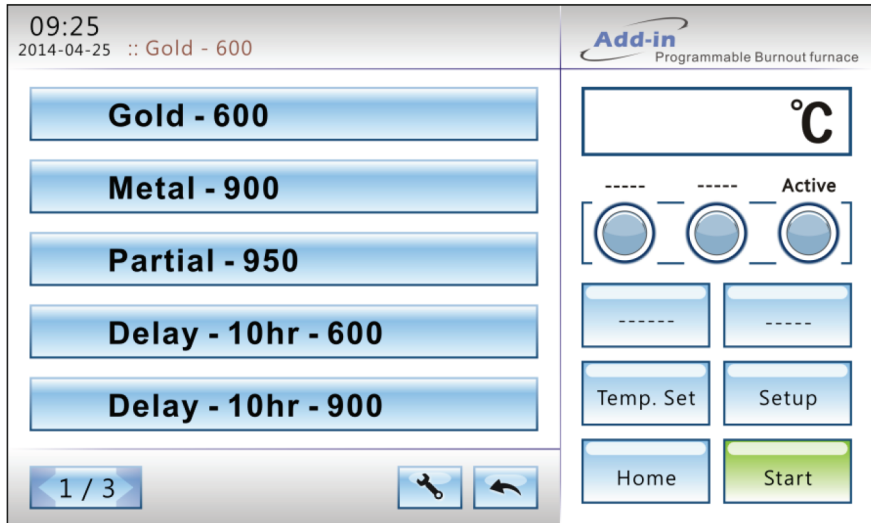 09:25
2014-04-25 :: Gold - 600
Add-in
Programmable Burnout furnace
Gold - 600
Metal - 900
Partial - 950
Delay - 10hr - 600
Delay - 10hr - 900
1 / 3
℃
----- ----- Active
------ -----
Temp. Set Setup
Home Start